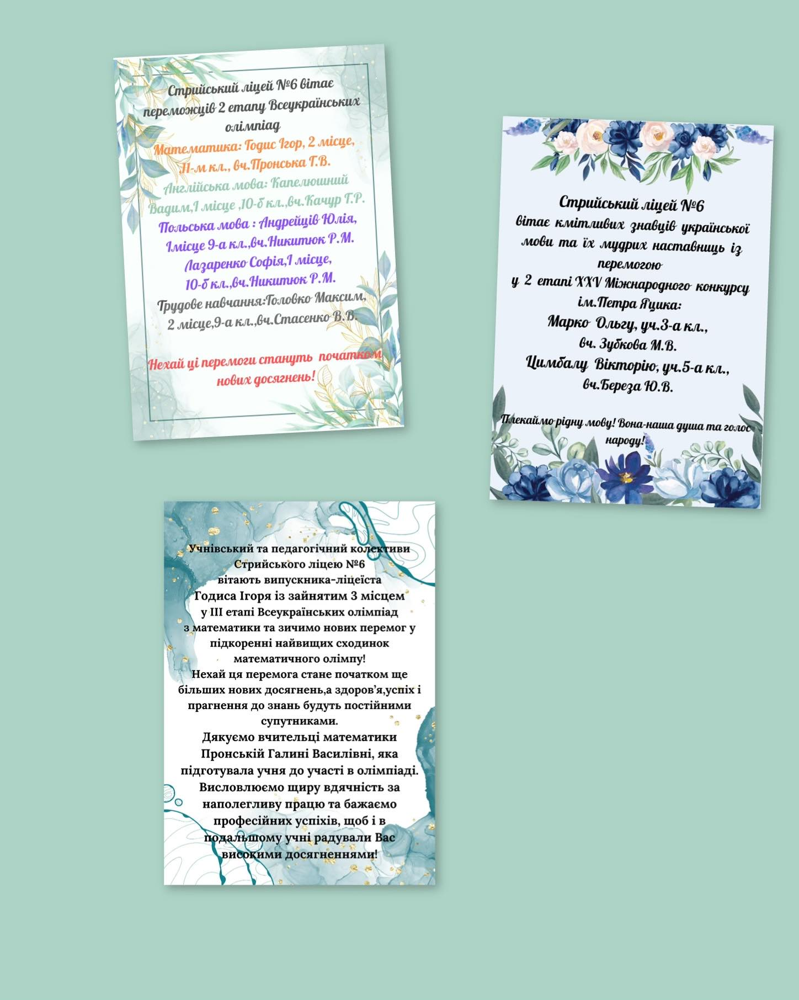 Стрийський ліцей №6 вітає
переможців 2 етапу Всеукраїнських
олімпіад
Математика: Годис Ігор, 2 місце,
11-м кл., вч.Пронська Г.В.
Англійська мова: Капелюшний
Вадим,І місце ,10-б кл.,вч.Качур Г.Р.
Польська мова : Андрейців Юлія,
Імісце 9-а кл.,вч.Никитюк Р.М.
Лазаренко Софія,І місце,
10-б кл.,вч.Никитюк Р.М.
Трудове навчання:Головко Максим,
2 місце,9-а кл.,вч.Стасенко В.В.
Нехай ці перемоги стануть початком
нових досягнень!
Стрийський ліцей №6
вітає кмітливих знавців української
мови та їх мудрих наставниць із
перемогою
у 2 етапі XXV Міжнародного конкурсу
ім.Петра Яцика:
Марко Ольгу, уч.3-а кл.,
вч. Зубкова М.В.
Цимбалу Вікторію, уч.5-а кл.,
вч.Береза Ю.В.
Плекаймо рідну мову! Вона-наша душа та голос
народу!
Учнівський та педагогічний колективи
Стрийського ліцею №6
вітають випускника-ліцеїста
Годиса Ігоря із зайнятим 3 місцем
у ІІІ етапі Всеукраїнських олімпіад
з математики та зичимо нових перемог у
підкоренні найвищих сходинок
математичного олімпу!
Нехай ця перемога стане початком ще
більших нових досягнень,а здоров’я,успіх і
прагнення до знань будуть постійними
супутниками.
Дякуємо вчительці математики
Пронській Галині Василівні, яка
підготувала учня до участі в олімпіаді.
Висловлюємо щиру вдячність за
наполегливу працю та бажаємо
професійних успіхів, щоб і в
подальшому учні радували Вас
високими досягненнями!